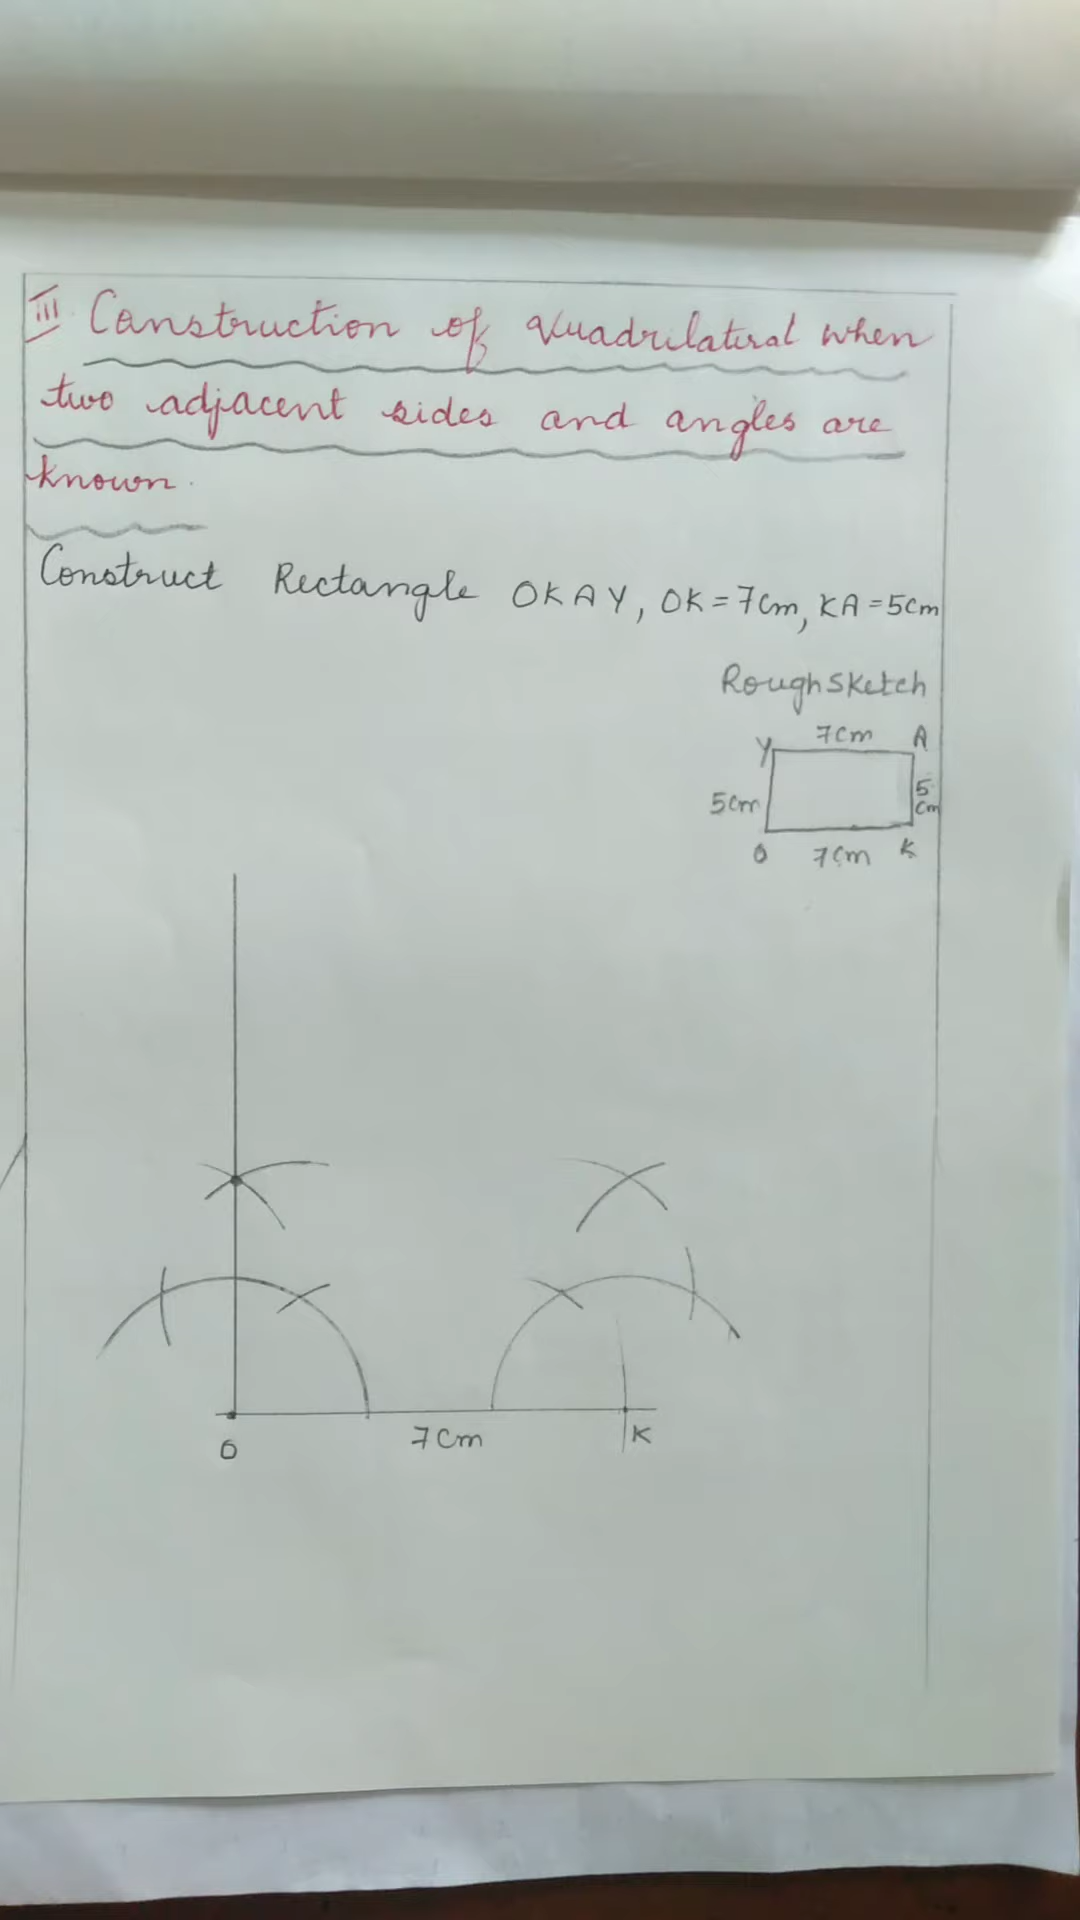 III. Construction of Quadrilateral when
two adjacent sides and angles are
known.
Construct Rectangle OKAY, OK=7cm, KA=5cm
Rough Sketch
Y 7cm A
5cm 5 cm
O 7cm K
O 7cm K